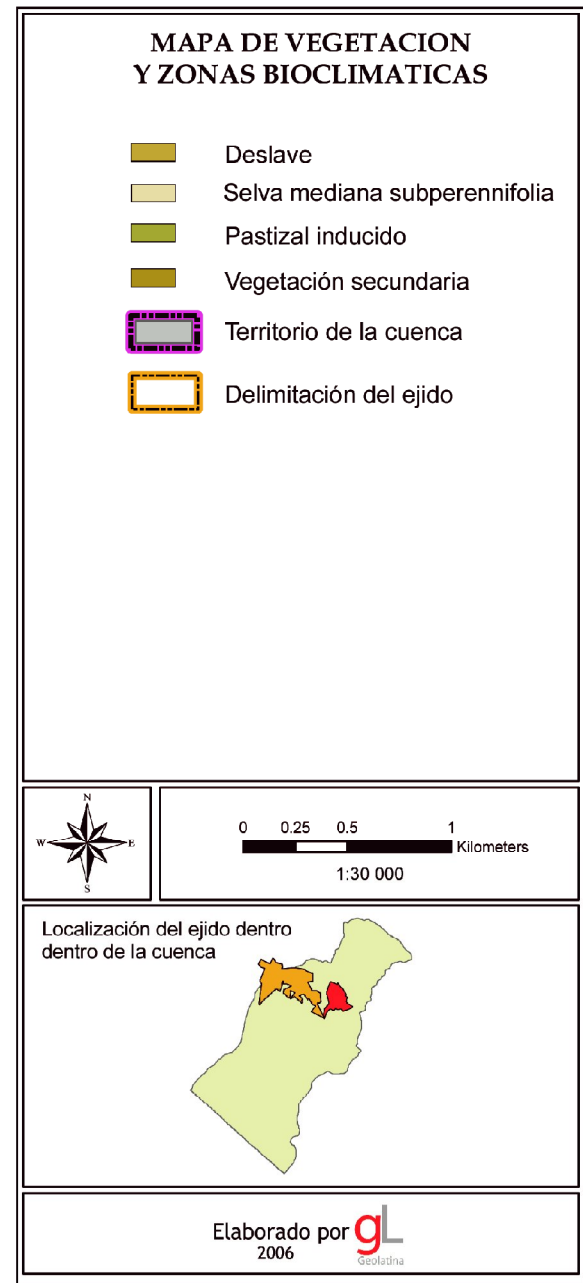 MAPA DE VEGETACION
Y ZONAS BIOCLIMATICAS
Deslave
Selva mediana subperennifolia
Pastizal inducido
Vegetación secundaria
Territorio de la cuenca
Delimitación del ejido
N
W E
S
0 0.25 0.5 1
Kilometers
1:30 000
Localización del ejido dentro
dentro de la cuenca
Elaborado por gL
2006
Geolatina